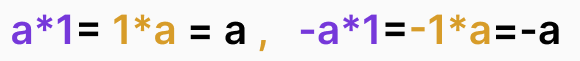 a*1= 1*a = a , -a*1=-1*a=-a